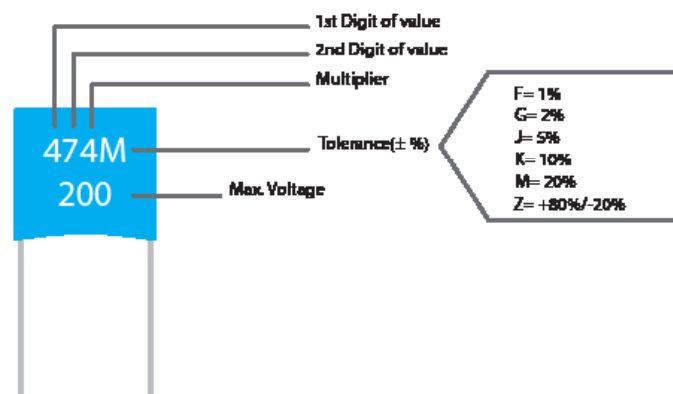 1st Digit of value
2nd Digit of value
Multiplier
474M
200
Tolerance(± %)
Max. Voltage
F= 1%
G= 2%
J= 5%
K= 10%
M= 20%
Z= +80%/-20%